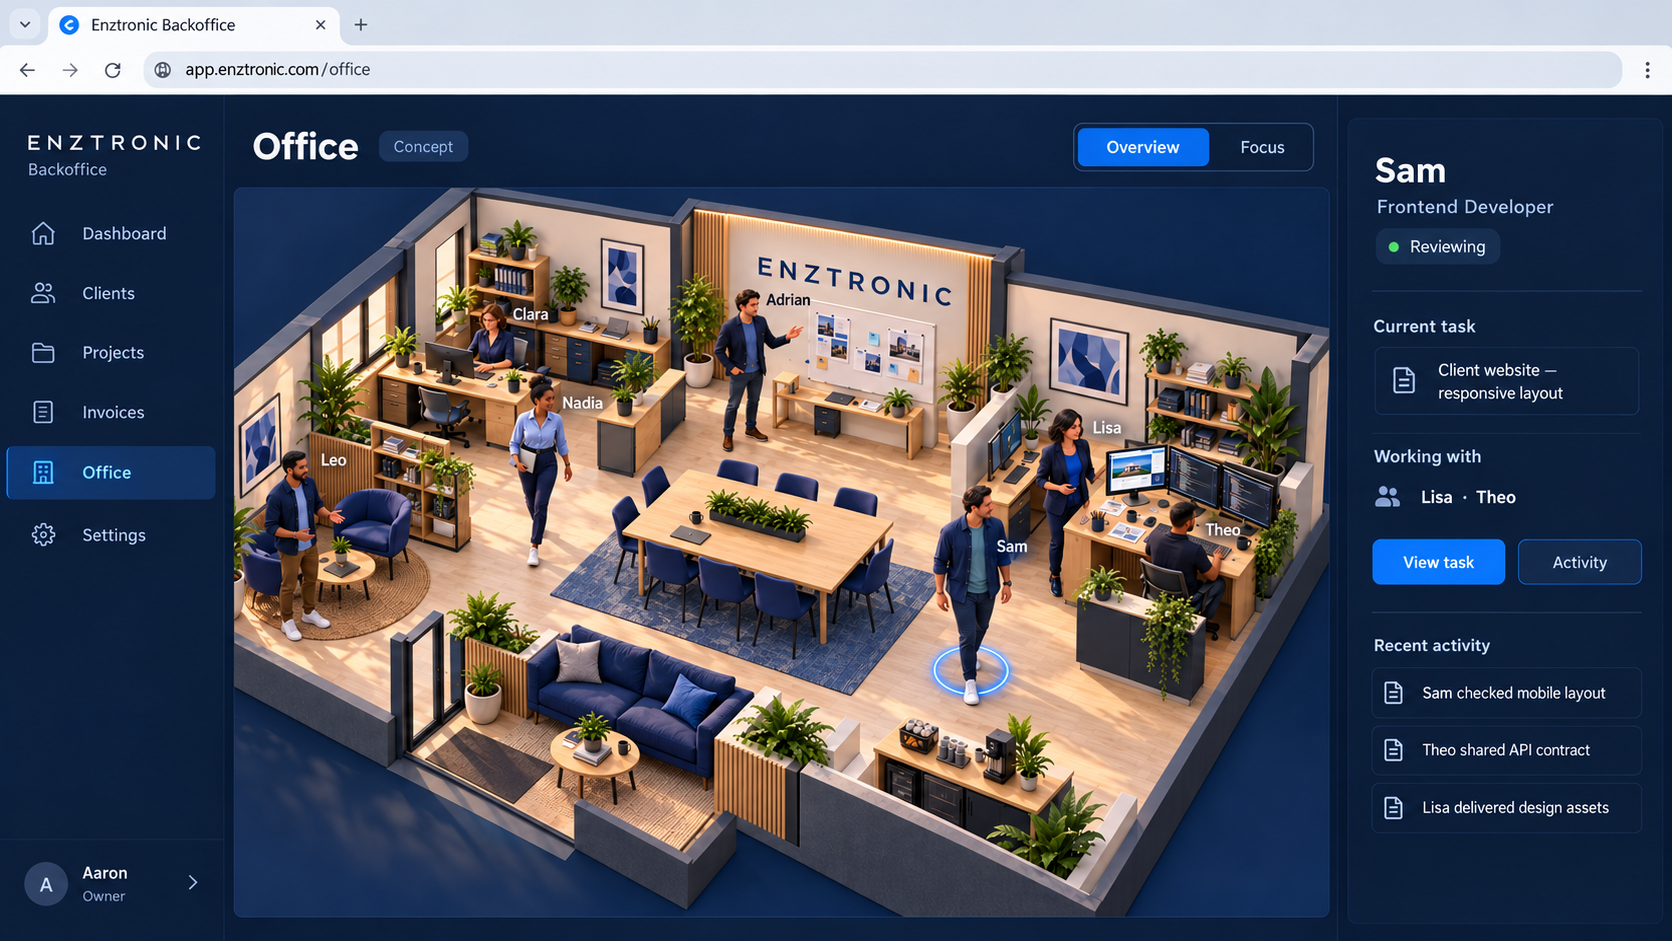 Enztronic Backoffice
app.enztronic.com/office
ENZTRONIC
Backoffice
Dashboard
Clients
Projects
Invoices
Office
Settings
A
Aaron
Owner
Office
Concept
Overview
Focus
ENZTRONIC
Clara
Adrian
Nadia
Lisa
Leo
Theo
Sam
Sam
Frontend Developer
Reviewing
Current task
Client website —
responsive layout
Working with
Lisa · Theo
View task
Activity
Recent activity
Sam checked mobile layout
Theo shared API contract
Lisa delivered design assets